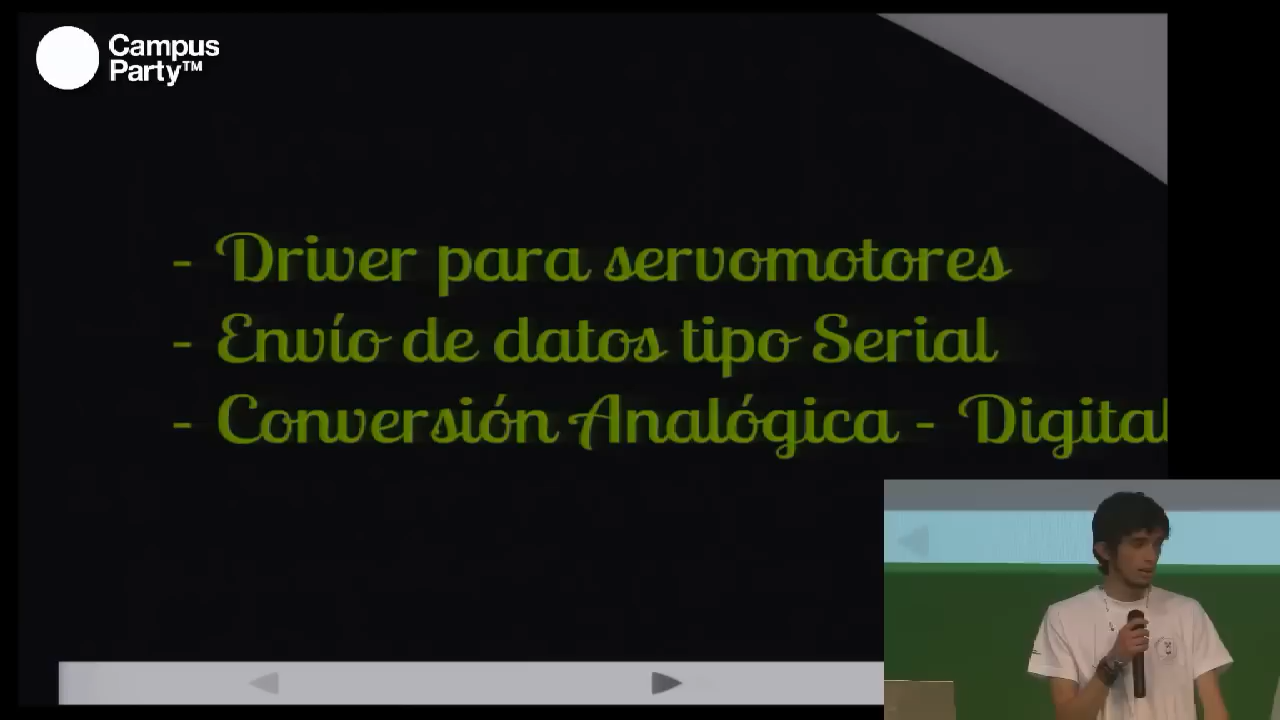 Campus
Party™
- Driver para servomotores
- Envío de datos tipo Serial
- Conversión Analógica - Digital